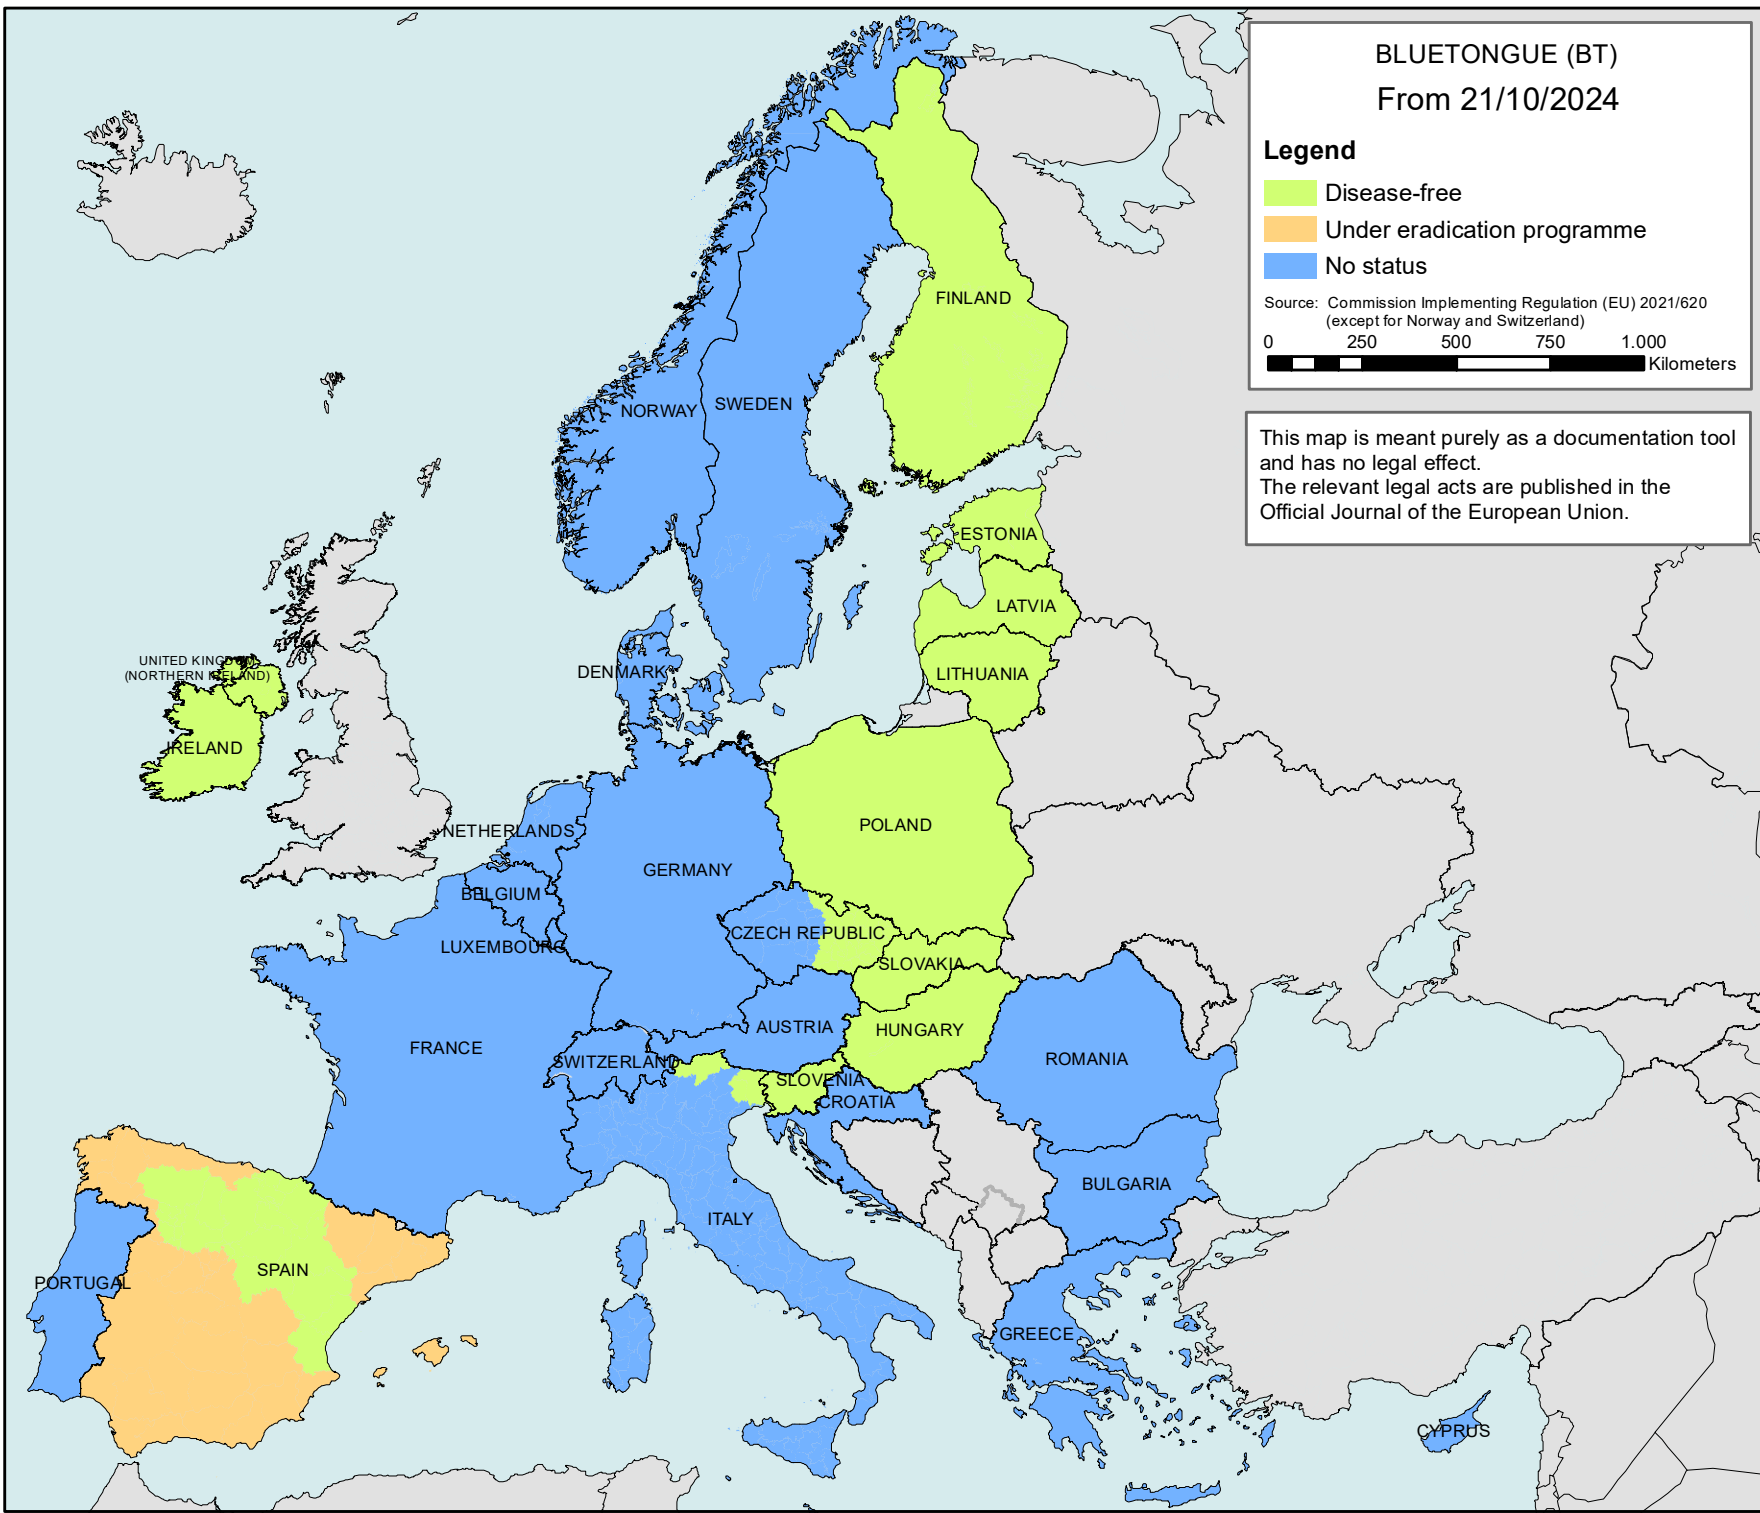 BLUETONGUE (BT)
From 21/10/2024
Legend
Disease-free
Under eradication programme
No status
Source: Commission Implementing Regulation (EU) 2021/620
(except for Norway and Switzerland)
0 250 500 750 1.000
Kilometers
This map is meant purely as a documentation tool
and has no legal effect.
The relevant legal acts are published in the
Official Journal of the European Union.
FINLAND
NORWAY
SWEDEN
ESTONIA
LATVIA
UNITED KINGDOM
(NORTHERN IRELAND)
DENMARK
LITHUANIA
IRELAND
NETHERLANDS
POLAND
GERMANY
BELGIUM
CZECH REPUBLIC
LUXEMBOURG
SLOVAKIA
AUSTRIA
HUNGARY
FRANCE
SWITZERLAND
ROMANIA
SLOVENIA
CROATIA
BULGARIA
ITALY
SPAIN
PORTUGAL
GREECE
CYPRUS